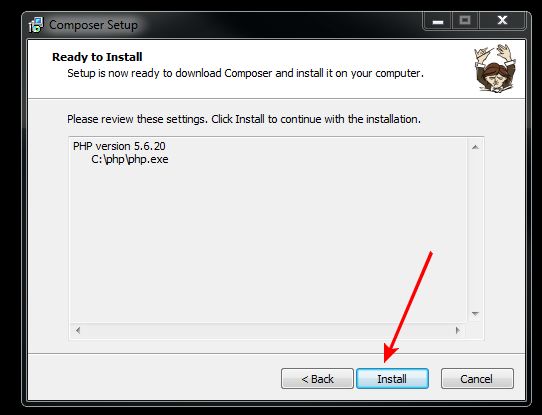 Composer Setup
Ready to Install
Setup is now ready to download Composer and install it on your computer.
Please review these settings. Click Install to continue with the installation.
PHP version 5.6.20
C:\php\php.exe
< Back
Install
Cancel